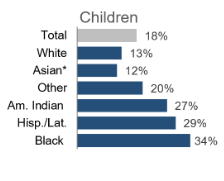 Children
Total 18%
White 13%
Asian* 12%
Other 20%
Am. Indian 27%
Hisp./Lat. 29%
Black 34%